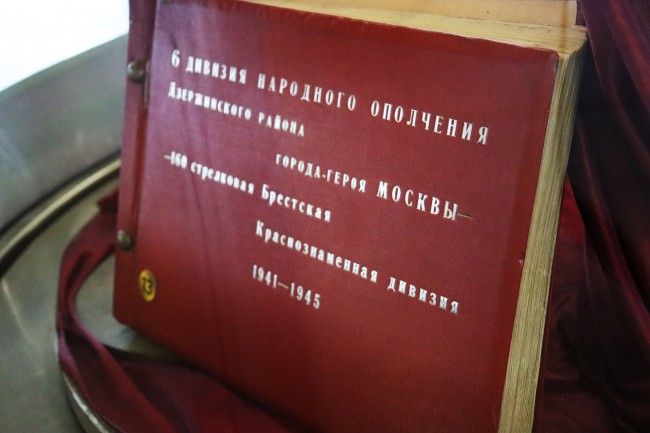 6 ДИВИЗИЯ НАРОДНОГО ОПОЛЧЕНИЯ
ДЗЕРЖИНСКОГО РАЙОНА
ГОРОДА-ГЕРОЯ МОСКВЫ—
—160 стрелковая Брестская
Краснознаменная дивизия
1941—1945
13